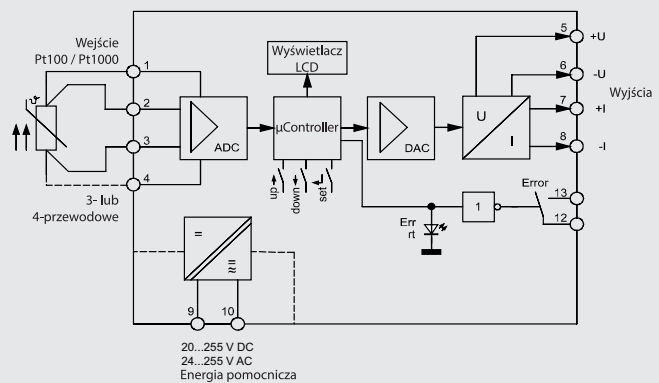 Wejście
Pt100 / Pt1000
1
2
3
4
3- lub
4-przewodowe
ADC
Wyświetlacz
LCD
µController
up
down
set
DAC
U
I
5
+U
6
-U
Wyjścia
7
+I
8
-I
Err
rt
1
Error
13
12
=
=
≈
9
10
20...255 V DC
24...255 V AC
Energia pomocnicza